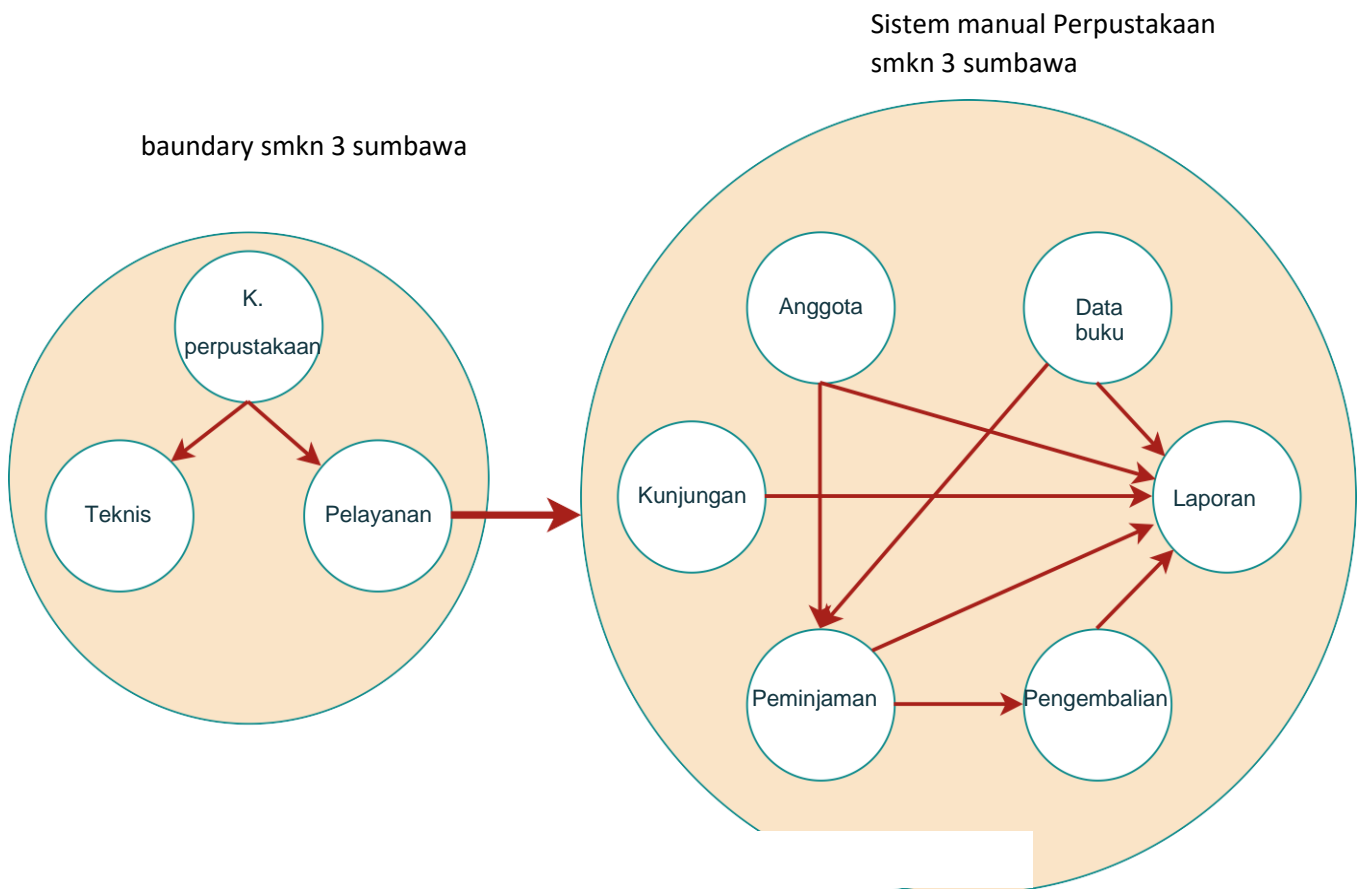 Sistem manual Perpustakaan
smkn 3 sumbawa
baundary smkn 3 sumbawa
K.
perpustakaan
Teknis
Pelayanan
Anggota
Data
buku
Kunjungan
Laporan
Peminjaman
Pengembalian